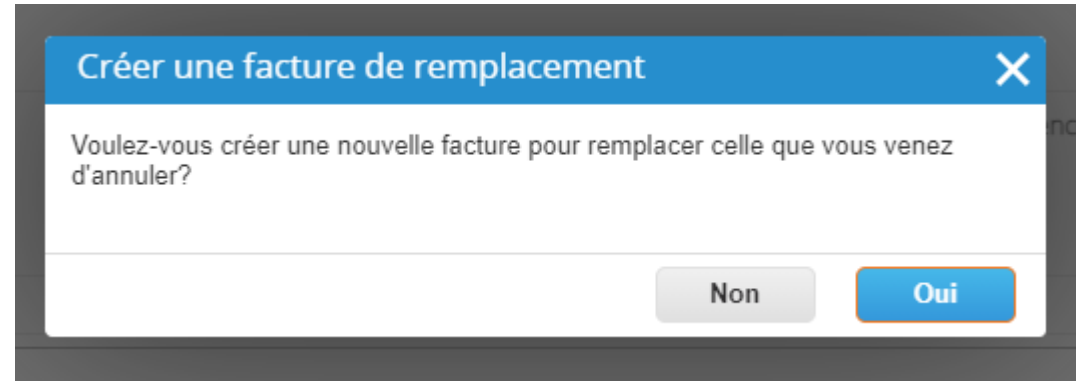 Créer une facture de remplacement
Voulez-vous créer une nouvelle facture pour remplacer celle que vous venez
d'annuler?
Non
Oui